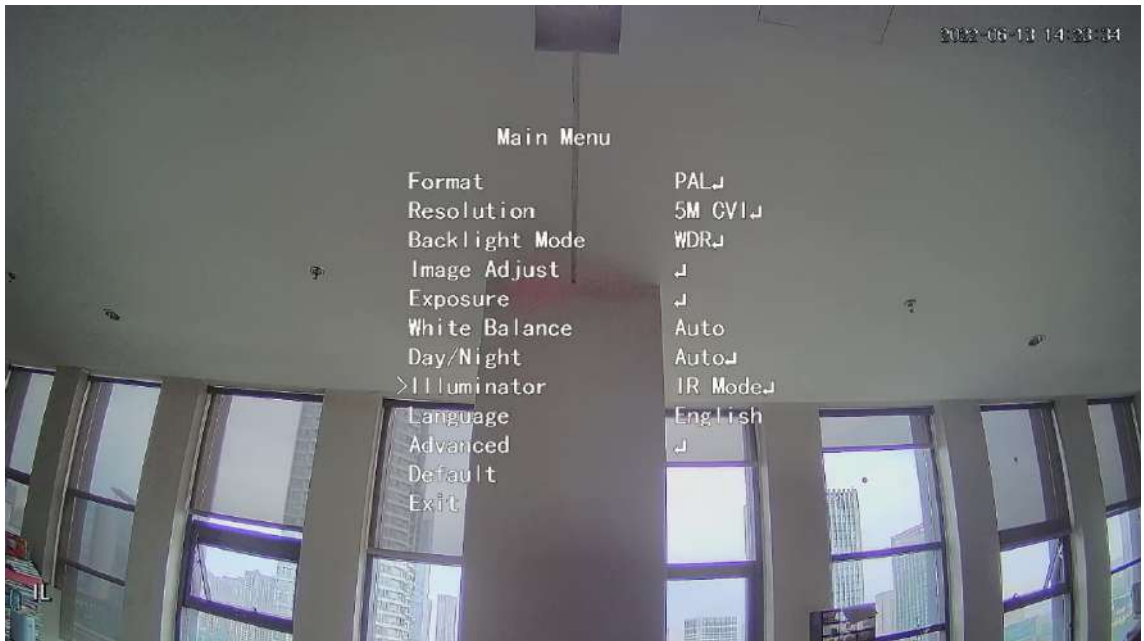 2022-06-13 14:23:34
Main Menu
Format PAL↲
Resolution 5M CVI↲
Backlight Mode WDR↲
Image Adjust ↲
Exposure ↲
White Balance Auto
Day/Night Auto↲
>Illuminator IR Mode↲
Language English
Advanced ↲
Default
Exit